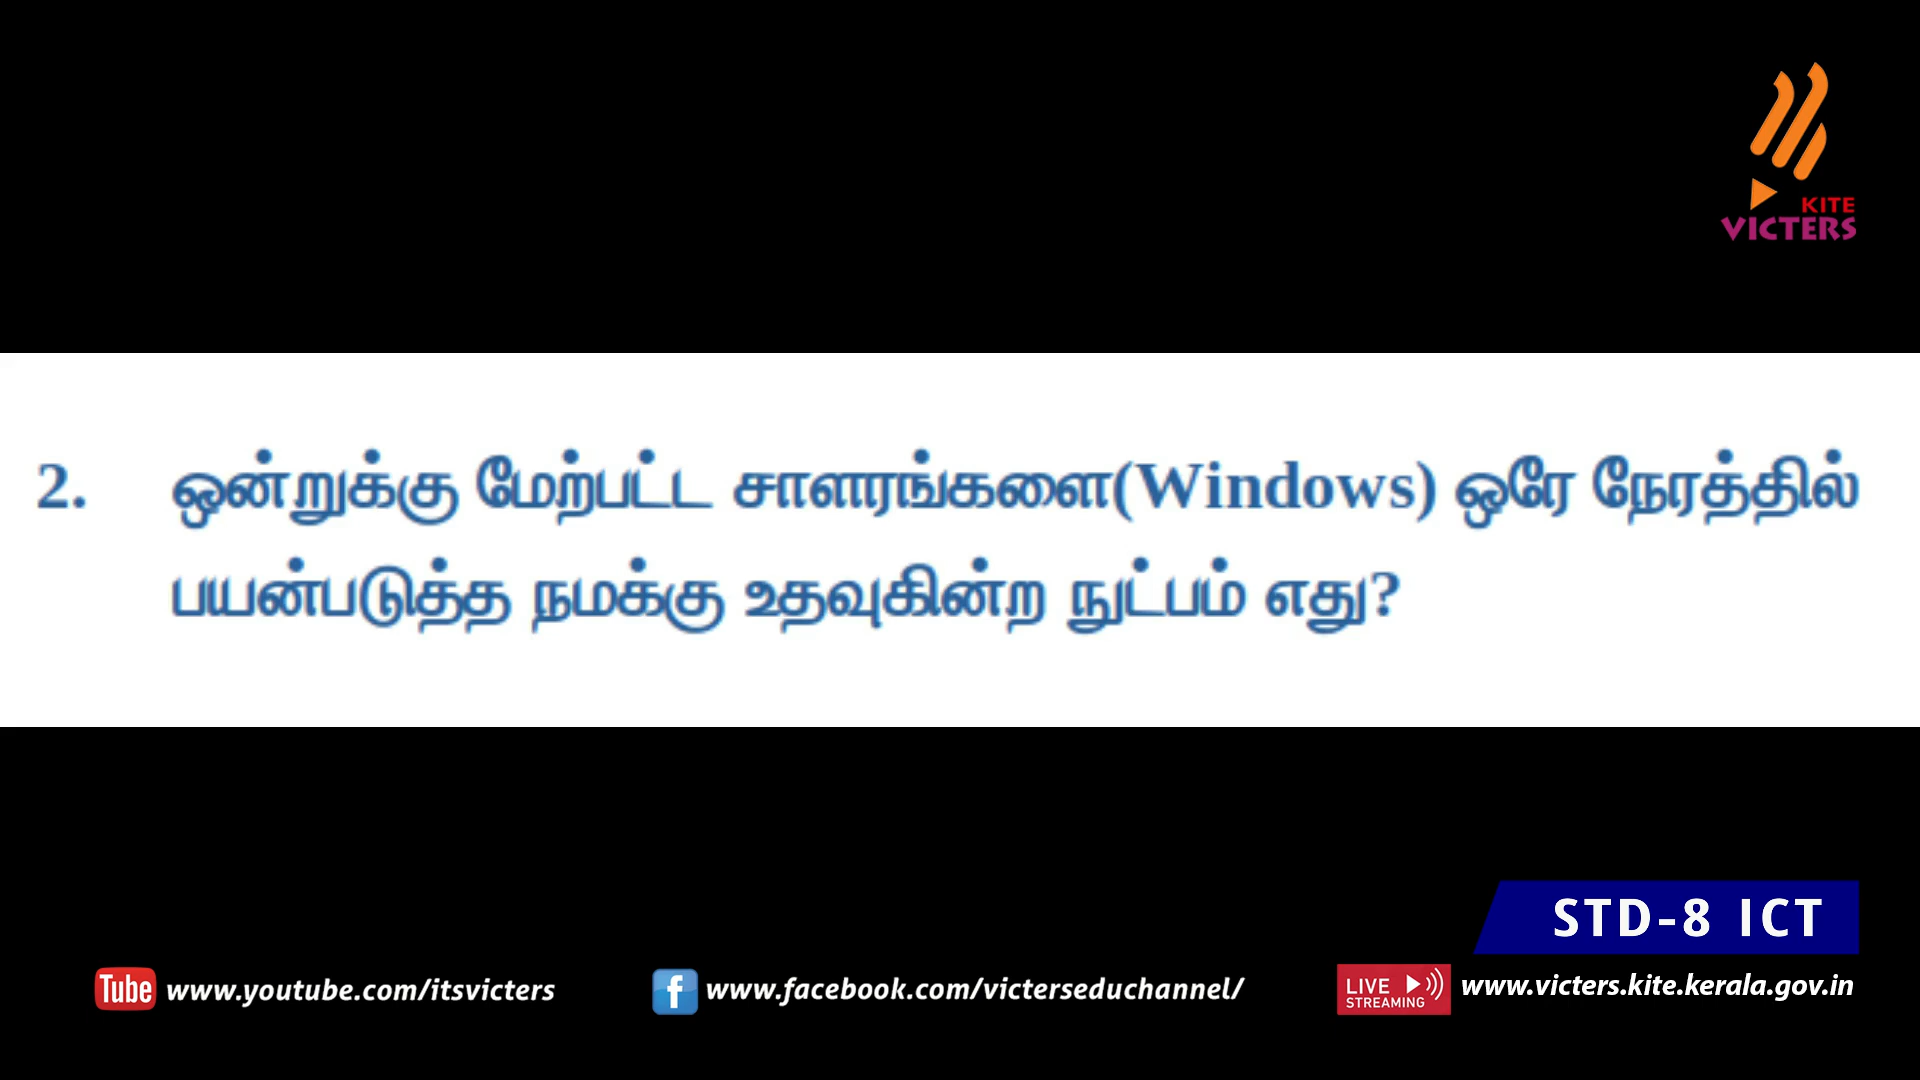 KITE
VICTERS
2. ஒன்றுக்கு மேற்பட்ட சாளரங்களை(Windows) ஒரே நேரத்தில்
பயன்படுத்த நமக்கு உதவுகின்ற நுட்பம் எது?
STD-8 ICT
Tube www.youtube.com/itsvicters
f www.facebook.com/victerseduchannel/
LIVE STREAMING www.victers.kite.kerala.gov.in